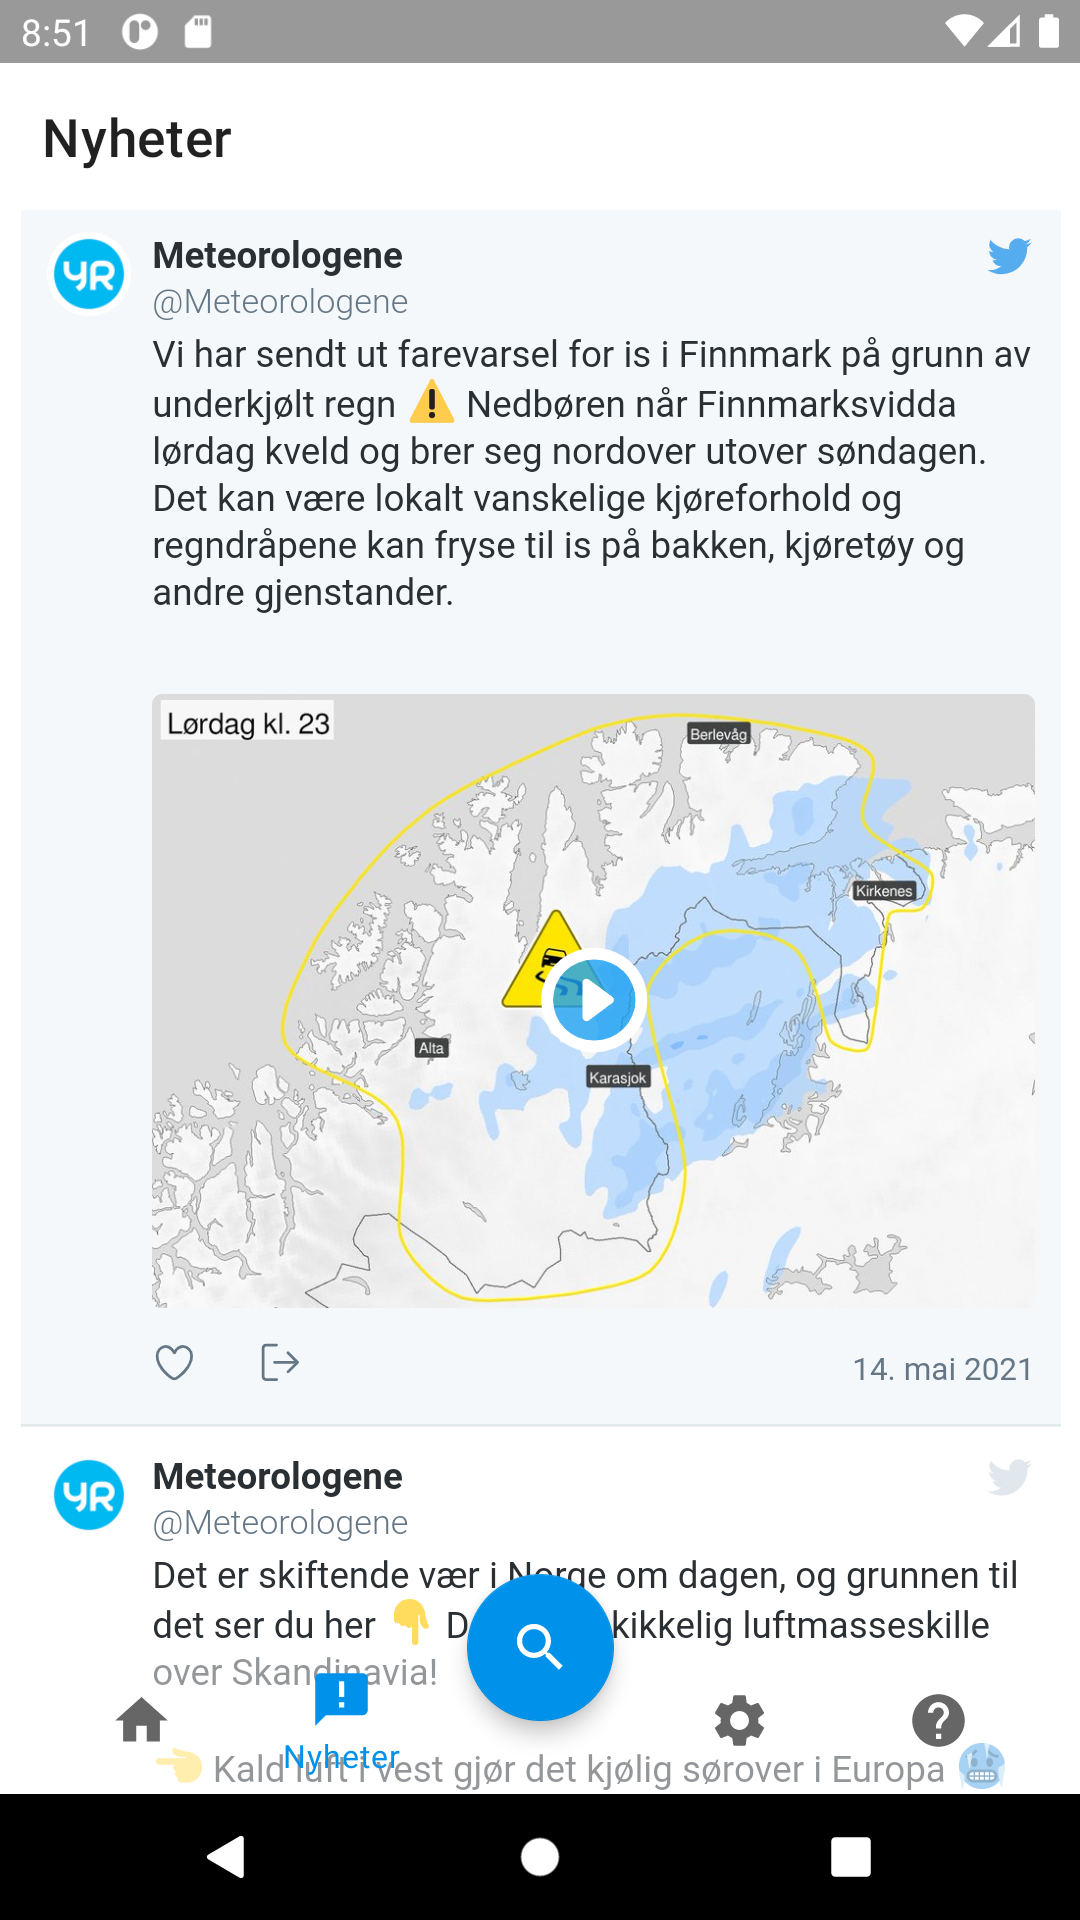 8:51
Nyheter
YR
Meteorologene
@Meteorologene
Vi har sendt ut farevarsel for is i Finnmark på grunn av
underkjølt regn ⚠️ Nedbøren når Finnmarksvidda
lørdag kveld og brer seg nordover utover søndagen.
Det kan være lokalt vanskelige kjøreforhold og
regndråpene kan fryse til is på bakken, kjøretøy og
andre gjenstander.
Lørdag kl. 23
Berlevåg
Kirkenes
Alta
Karasjok
14. mai 2021
YR
Meteorologene
@Meteorologene
Det er skiftende vær i Norge om dagen, og grunnen til
det ser du her 👇 luftmasseskille
over Skandinavia!
Nyheter
👈 Kald luft i vest gjør det kjølig sørover i Europa 🥶